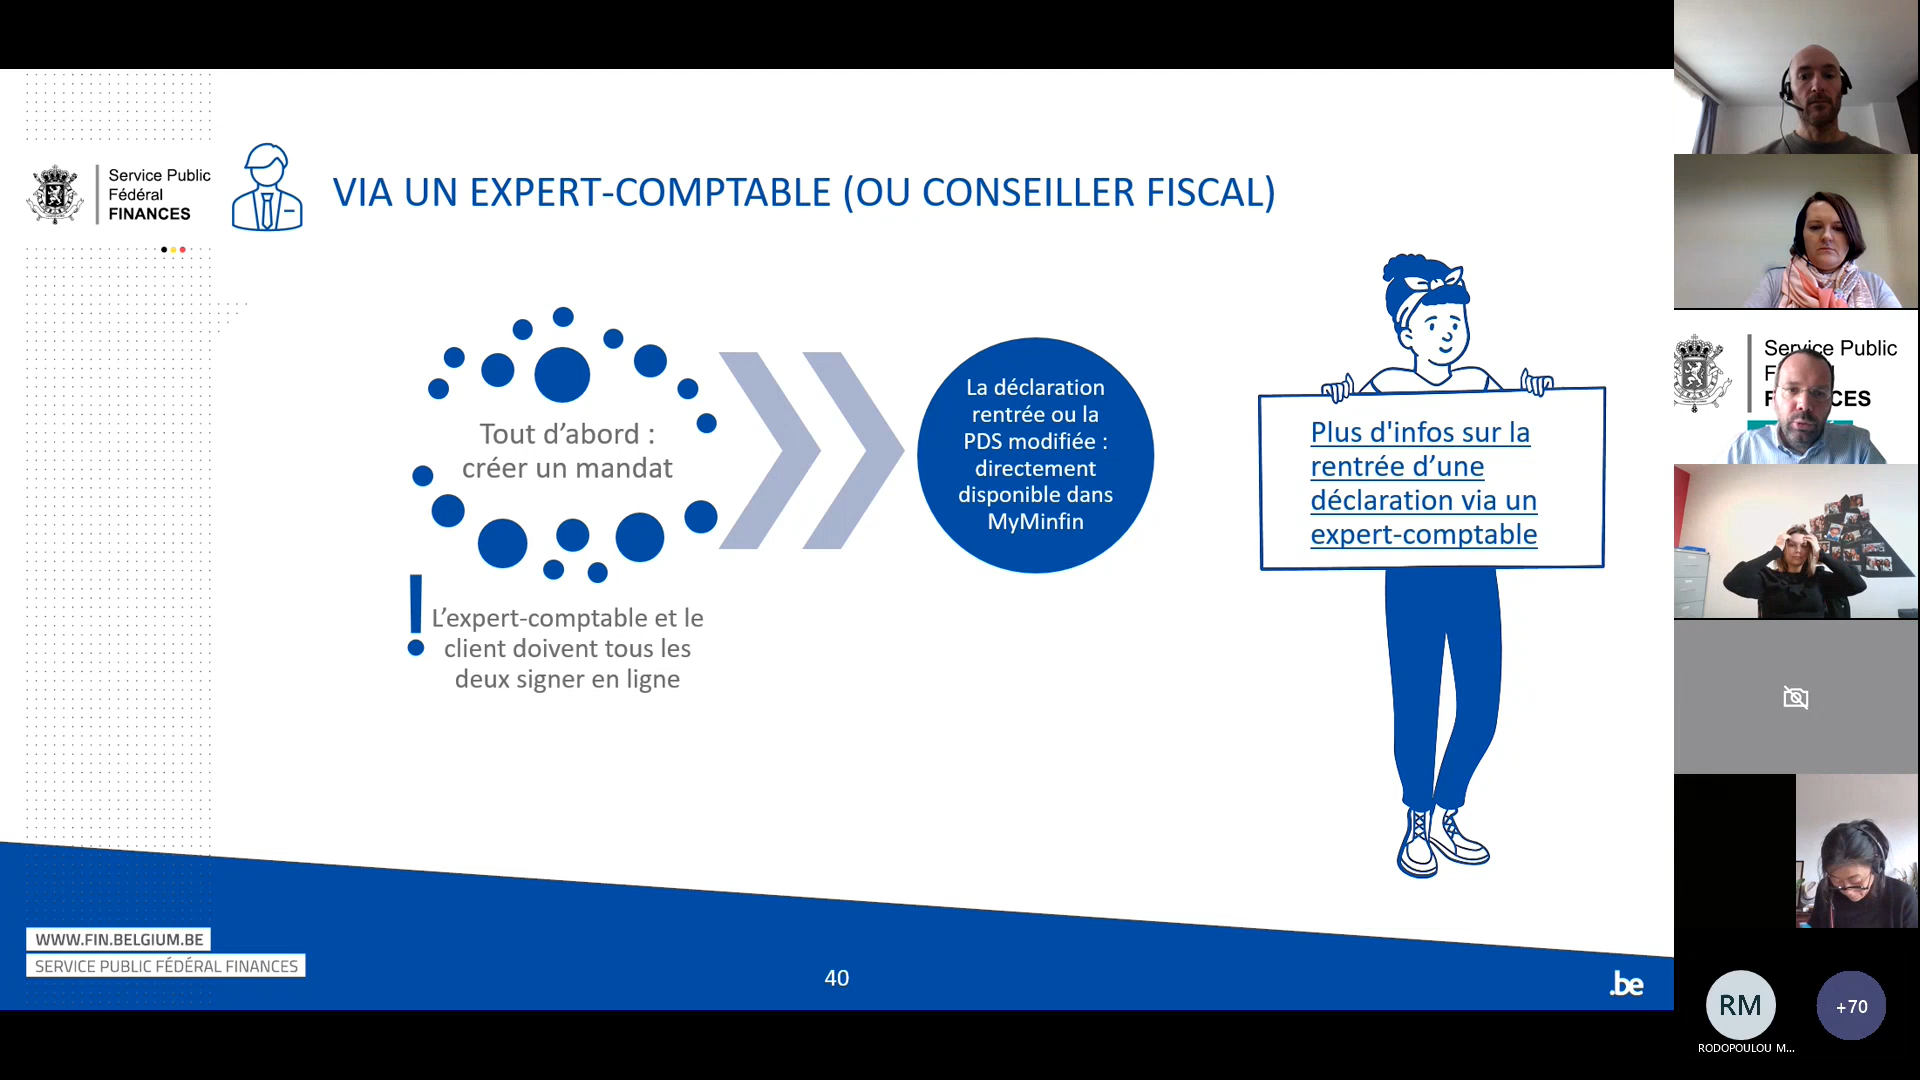 Service Public
Fédéral
FINANCES
VIA UN EXPERT-COMPTABLE (OU CONSEILLER FISCAL)
Tout d’abord :
créer un mandat
!
L’expert-comptable et le
client doivent tous les
deux signer en ligne
La déclaration
rentrée ou la
PDS modifiée :
directement
disponible dans
MyMinfin
Plus d'infos sur la
rentrée d’une
déclaration via un
expert-comptable
WWW.FIN.BELGIUM.BE
SERVICE PUBLIC FÉDÉRAL FINANCES
40
.be
Service Public
RM
RODOPOULOU M...
+70